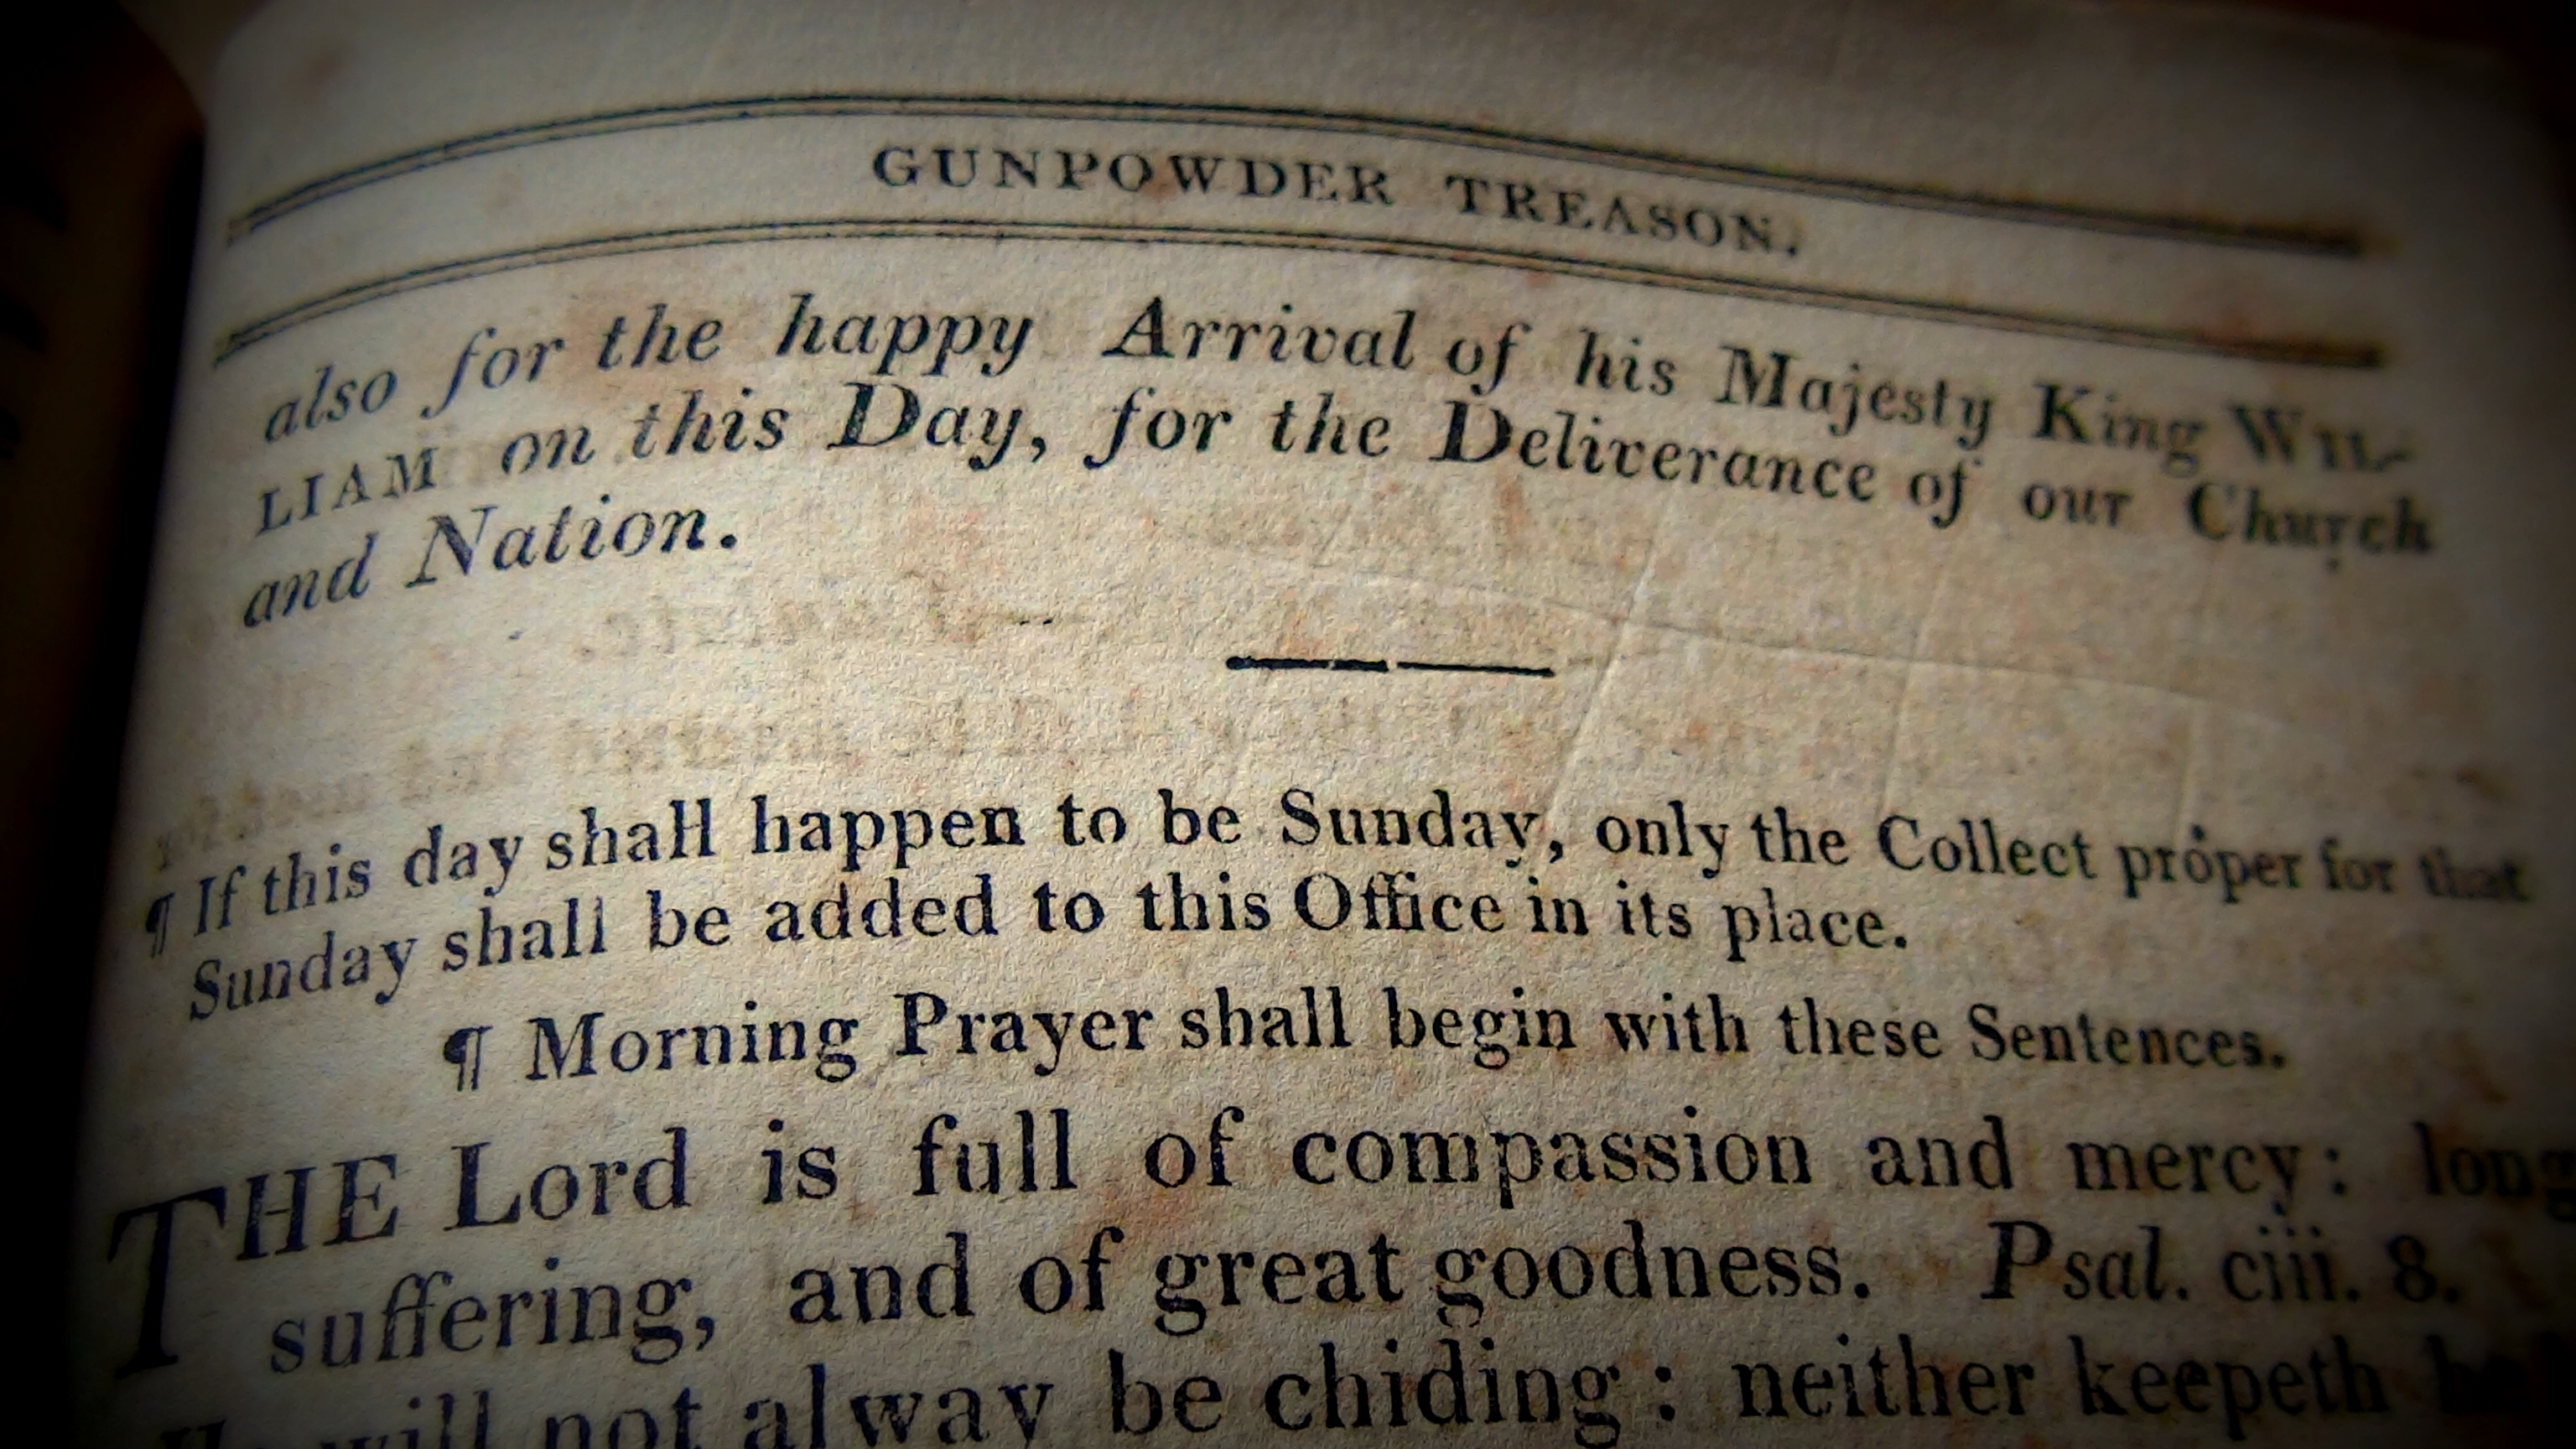 GUNPOWDER TREASON.
also for the happy Arrival of his Majesty King WIL-
LIAM on this Day, for the Deliverance of our Church
and Nation.
¶ If this day shall happen to be Sunday, only the Collect proper for that
Sunday shall be added to this Office in its place.
¶ Morning Prayer shall begin with these Sentences.
THE Lord is full of compassion and mercy: long
suffering, and of great goodness. Psal. ciii. 8.
will not alway be chiding: neither keepeth